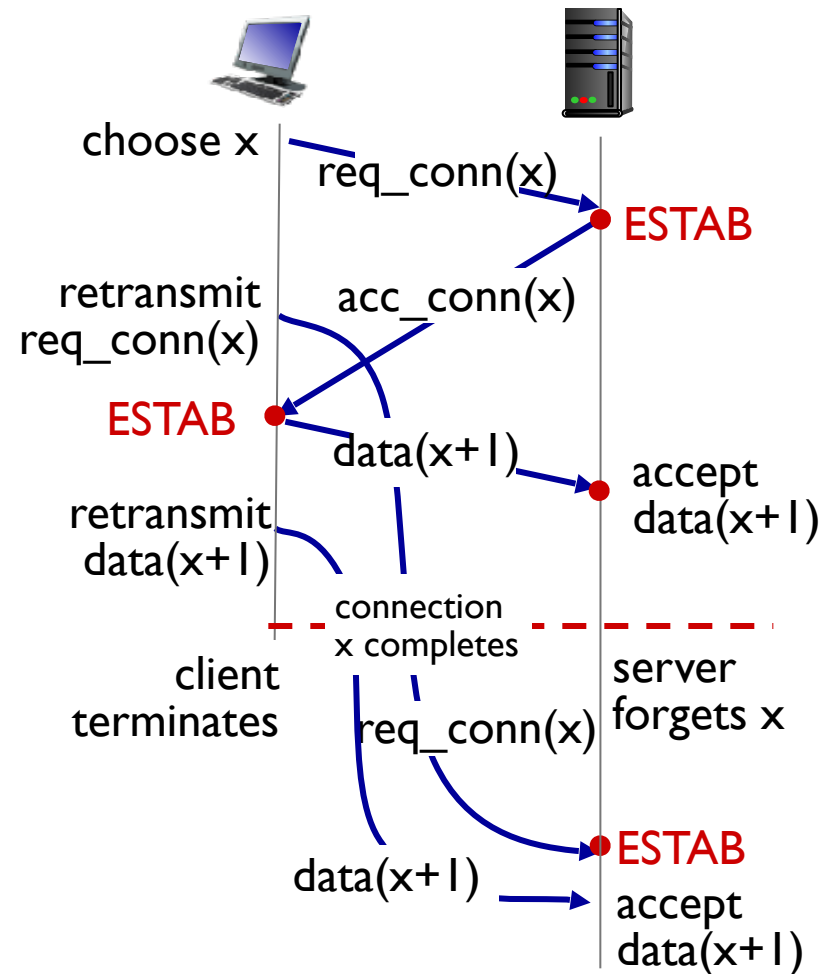 choose x
req_conn(x)
ESTAB
retransmit
req_conn(x)
acc_conn(x)
ESTAB
data(x+1)
accept
data(x+1)
retransmit
data(x+1)
connection
x completes
client
terminates
server
forgets x
req_conn(x)
ESTAB
data(x+1)
accept
data(x+1)